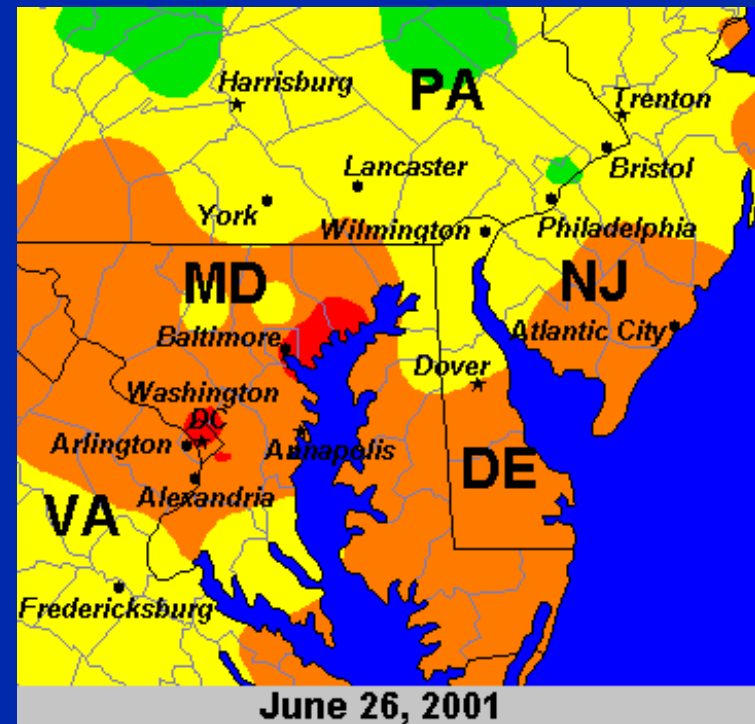 Harrisburg
PA
Trenton
Lancaster
Bristol
York
Wilmington
Philadelphia
MD
NJ
Baltimore
Atlantic City
Dover
Washington
DC
Arlington
Annapolis
DE
Alexandria
VA
Fredericksburg
June 26, 2001